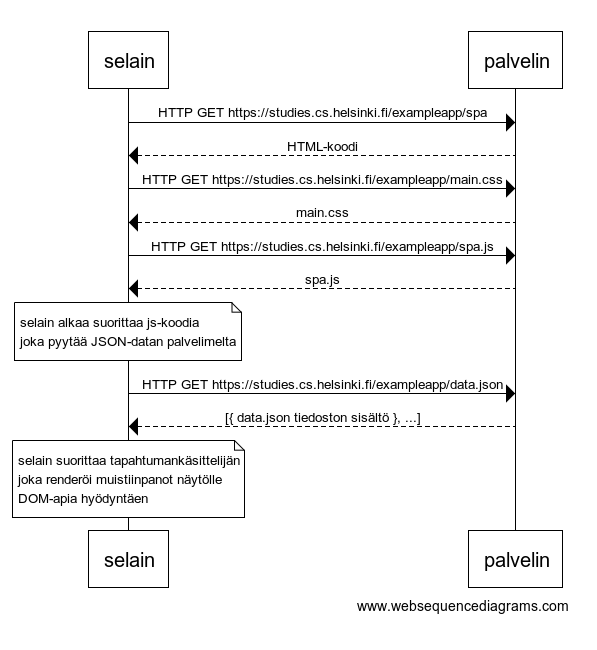 selain
palvelin
HTTP GET https://studies.cs.helsinki.fi/exampleapp/spa
HTML-koodi
HTTP GET https://studies.cs.helsinki.fi/exampleapp/main.css
main.css
HTTP GET https://studies.cs.helsinki.fi/exampleapp/spa.js
spa.js
selain alkaa suorittaa js-koodia
joka pyytää JSON-datan palvelimelta
HTTP GET https://studies.cs.helsinki.fi/exampleapp/data.json
[{ data.json tiedoston sisältö }, ...]
selain suorittaa tapahtumankäsittelijän
joka renderöi muistiinpanot näytölle
DOM-apia hyödyntäen
selain
palvelin
www.websequencediagrams.com